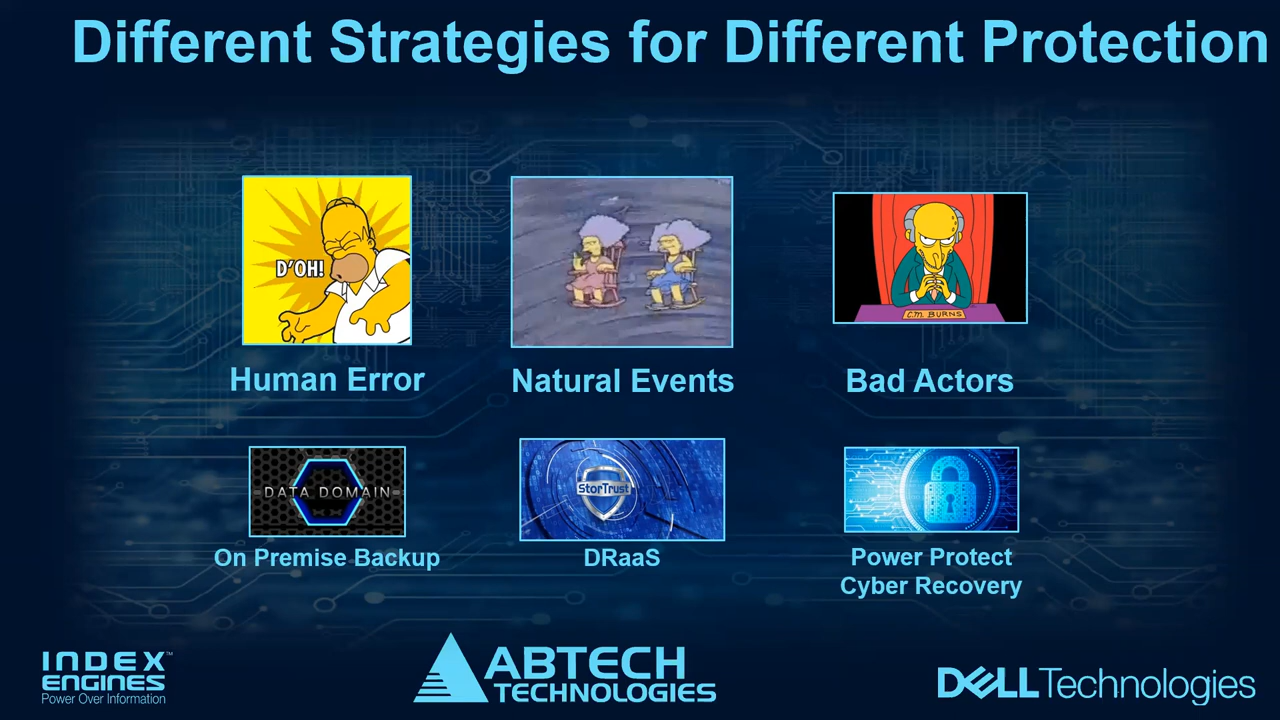 Different Strategies for Different Protection
D'OH!
C.M. BURNS
Human Error
Natural Events
Bad Actors
DATA DOMAIN
StorTrust
On Premise Backup
DRaaS
Power Protect
Cyber Recovery
INDEX™
ENGINES
Power Over Information
ABTECH
TECHNOLOGIES
DELLTechnologies